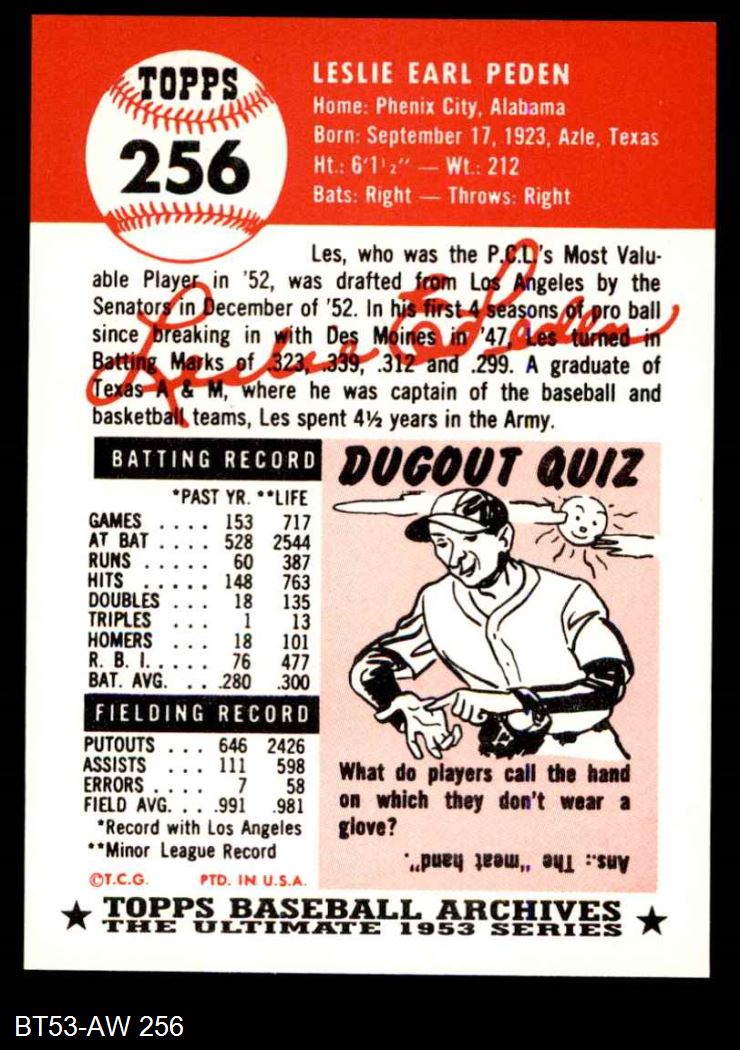 TOPPS
256
LESLIE EARL PEDEN
Home: Phenix City, Alabama
Born: September 17, 1923, Azle, Texas
Ht.: 6'1½" — Wt.: 212
Bats: Right — Throws: Right
Les, who was the P.C.L.'s Most Valu-
able Player in '52, was drafted from Los Angeles by the
Senators in December of '52. In his first 4 seasons of pro ball
since breaking in with Des Moines in '47, Les turned in
Batting Marks of .323, .339, .312 and .299. A graduate of
Texas A & M, where he was captain of the baseball and
basketball teams, Les spent 4½ years in the Army.
Leslie E Peden
BATTING RECORD
*PAST YR. **LIFE
GAMES .... 153 717
AT BAT .... 528 2544
RUNS ..... 60 387
HITS ..... 148 763
DOUBLES ... 18 135
TRIPLES ... 1 13
HOMERS ... 18 101
R. B. I. .... 76 477
BAT. AVG. .. .280 .300
FIELDING RECORD
PUTOUTS ... 646 2426
ASSISTS ... 111 598
ERRORS .... 7 58
FIELD AVG. .. .991 .981
*Record with Los Angeles
**Minor League Record
©T.C.G. PTD. IN U.S.A.
DUGOUT QUIZ
What do players call the hand
on which they don't wear a
glove?
Ans.: The "meat hand".
★ TOPPS BASEBALL ARCHIVES ★
THE ULTIMATE 1953 SERIES
BT53-AW 256